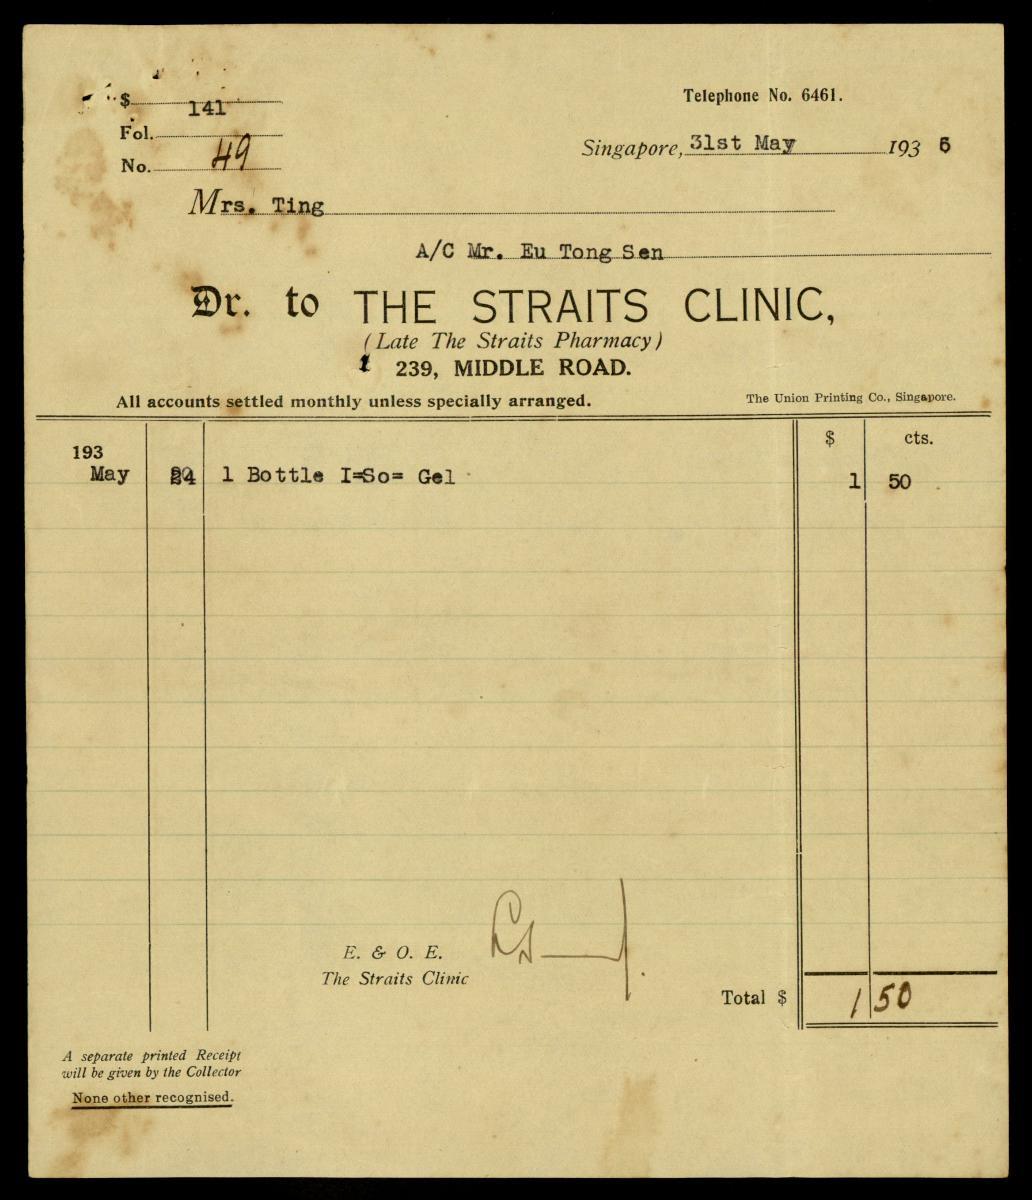 $ 141
Telephone No. 6461.
Fol.
No. 49
Singapore, 31st May 193
Mrs. Ting
A/C Mr. Eu Tong Sen
Dr. to THE STRAITS CLINIC,
(Late The Straits Pharmacy)
239, MIDDLE ROAD.
All accounts settled monthly unless specially arranged.
The Union Printing Co., Singapore.
$ cts.
193
May 1 Bottle I=So= Gel 1 50
E. & O. E.
The Straits Clinic
Total $ 1 50
A separate printed Receipt
will be given by the Collector
None other recognised.